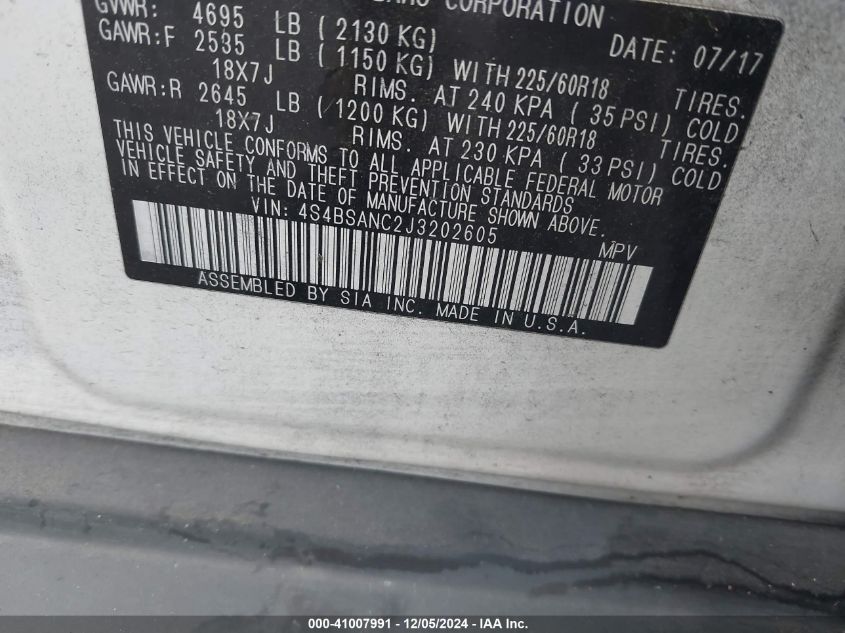 CORPORATION
GVWR: 4695 LB ( 2130 KG) DATE: 07/17
GAWR:F 2535 LB ( 1150 KG) WITH 225/60R18 TIRES.
18X7J RIMS. AT 240 KPA ( 35 PSI) COLD
GAWR:R 2645 LB ( 1200 KG) WITH 225/60R18 TIRES.
18X7J RIMS. AT 230 KPA ( 33 PSI) COLD
THIS VEHICLE CONFORMS TO ALL APPLICABLE FEDERAL MOTOR
VEHICLE SAFETY AND THEFT PREVENTION STANDARDS
IN EFFECT ON THE DATE OF MANUFACTURE SHOWN ABOVE.
VIN: 4S4BSANC2J3202605 MPV
ASSEMBLED BY SIA INC. MADE IN U.S.A.
000-41007991 - 12/05/2024 - IAA Inc.